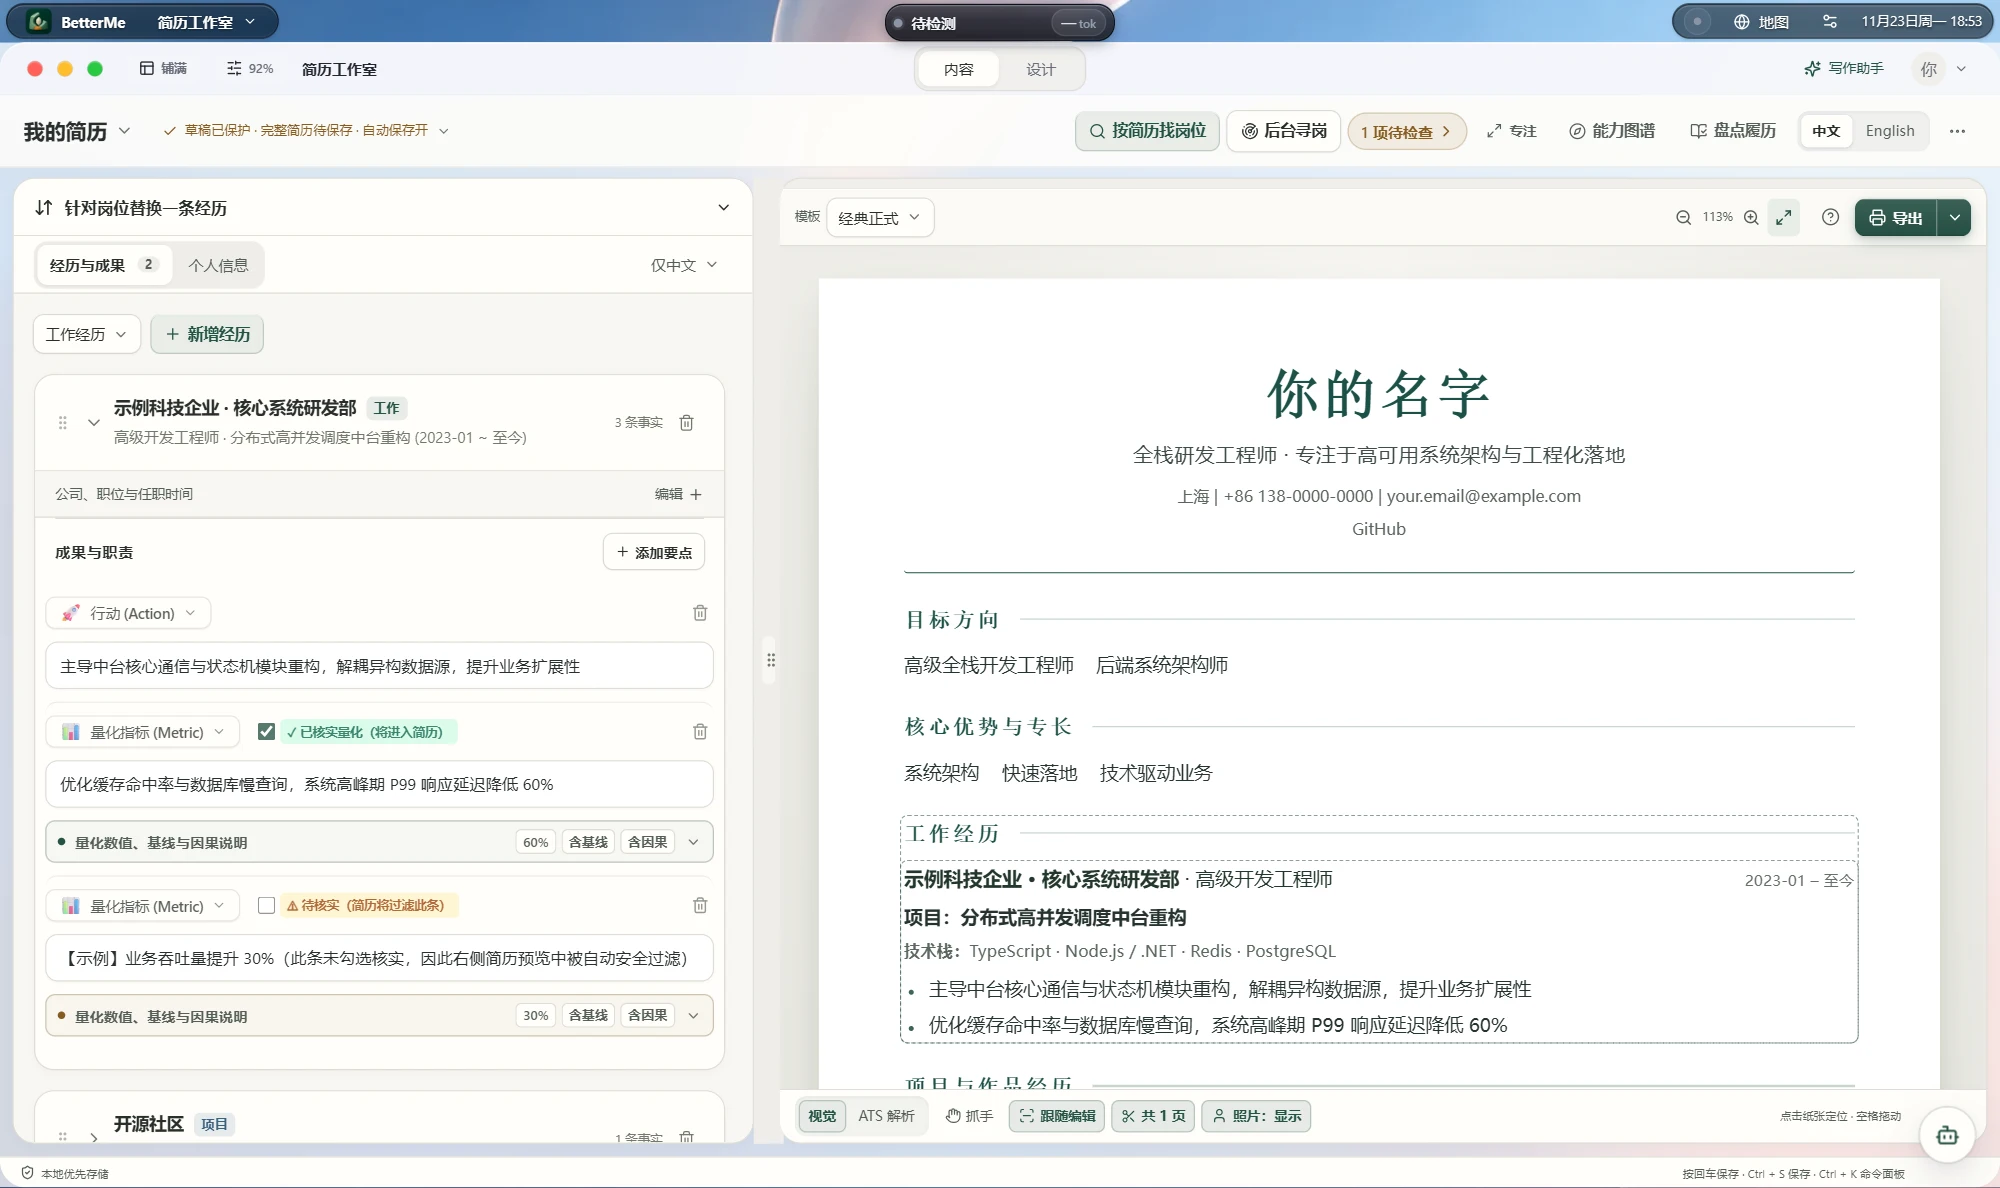 BetterMe 简历工作室
待检测 — tok
地图 11月23日周一 18:53
铺满 92% 简历工作室
内容 设计
写作助手 你
我的简历 草稿已保护 · 完整简历待保存 · 自动保存开
按简历找岗位 后台寻岗 1 项待检查 专注 能力图谱 盘点履历 中文 English
针对岗位替换一条经历
经历与成果 2 个人信息 仅中文
工作经历 + 新增经历
示例科技企业 · 核心系统研发部 工作
高级开发工程师 · 分布式高并发调度中台重构 (2023-01 ~ 至今)
3 条事实
公司、职位与任职时间 编辑 +
成果与职责 + 添加要点
行动 (Action)
主导中台核心通信与状态机模块重构，解耦异构数据源，提升业务扩展性
量化指标 (Metric) ✓ 已核实量化（将进入简历）
优化缓存命中率与数据库慢查询，系统高峰期 P99 响应延迟降低 60%
量化数值、基线与因果说明 60% 含基线 含因果
量化指标 (Metric) ⚠ 待核实（简历将过滤此条）
【示例】业务吞吐量提升 30%（此条未勾选核实，因此右侧简历预览中被自动安全过滤）
量化数值、基线与因果说明 30% 含基线 含因果
开源社区 项目
1 条事实
模板 经典正式 113% 导出
你的名字
全栈研发工程师 · 专注于高可用系统架构与工程化落地
上海 | +86 138-0000-0000 | your.email@example.com
GitHub
目标方向
高级全栈开发工程师 后端系统架构师
核心优势与专长
系统架构 快速落地 技术驱动业务
工作经历
示例科技企业 · 核心系统研发部 · 高级开发工程师 2023-01 – 至今
项目：分布式高并发调度中台重构
技术栈：TypeScript · Node.js / .NET · Redis · PostgreSQL
• 主导中台核心通信与状态机模块重构，解耦异构数据源，提升业务扩展性
• 优化缓存命中率与数据库慢查询，系统高峰期 P99 响应延迟降低 60%
项目与作品经历
视觉 ATS 解析 抓手 跟随编辑 共 1 页 照片：显示 点击纸张定位 · 空格拖动
本地优先存储
按回车保存 · Ctrl + S 保存 · Ctrl + K 命令面板